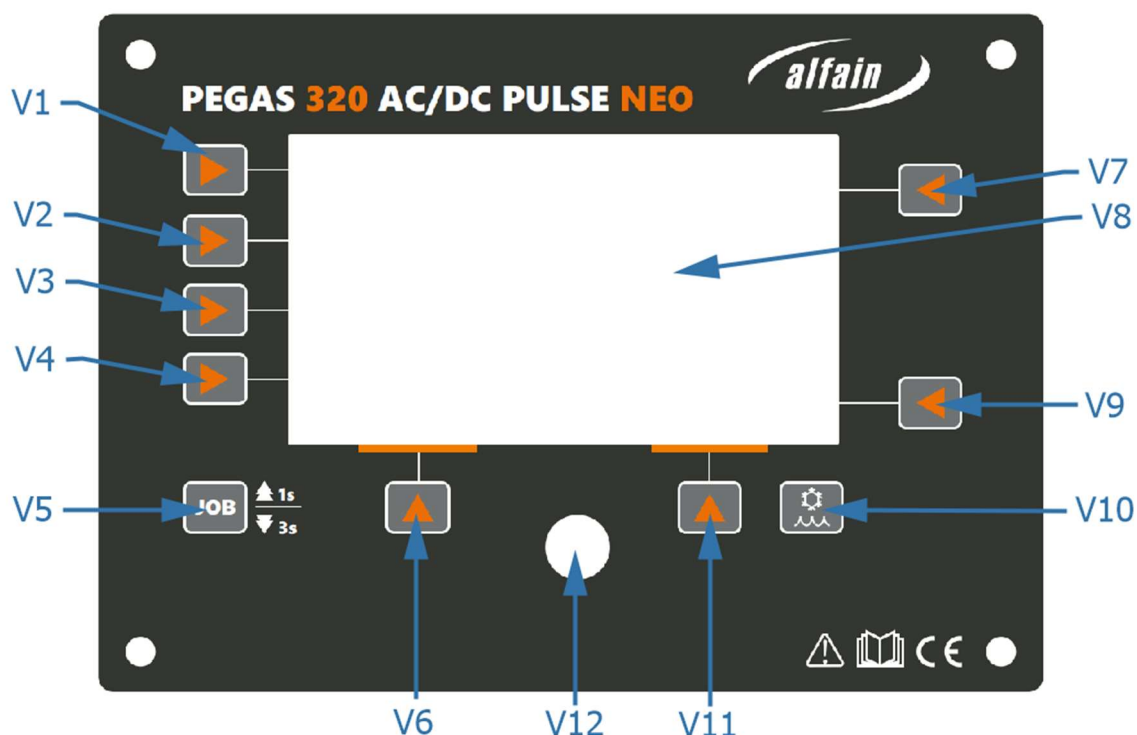 alfain
PEGAS 320 AC/DC PULSE NEO
V1
V2
V3
V4
V5
JOB
1s
3s
V7
V8
V9
V10
CE
V6
V12
V11